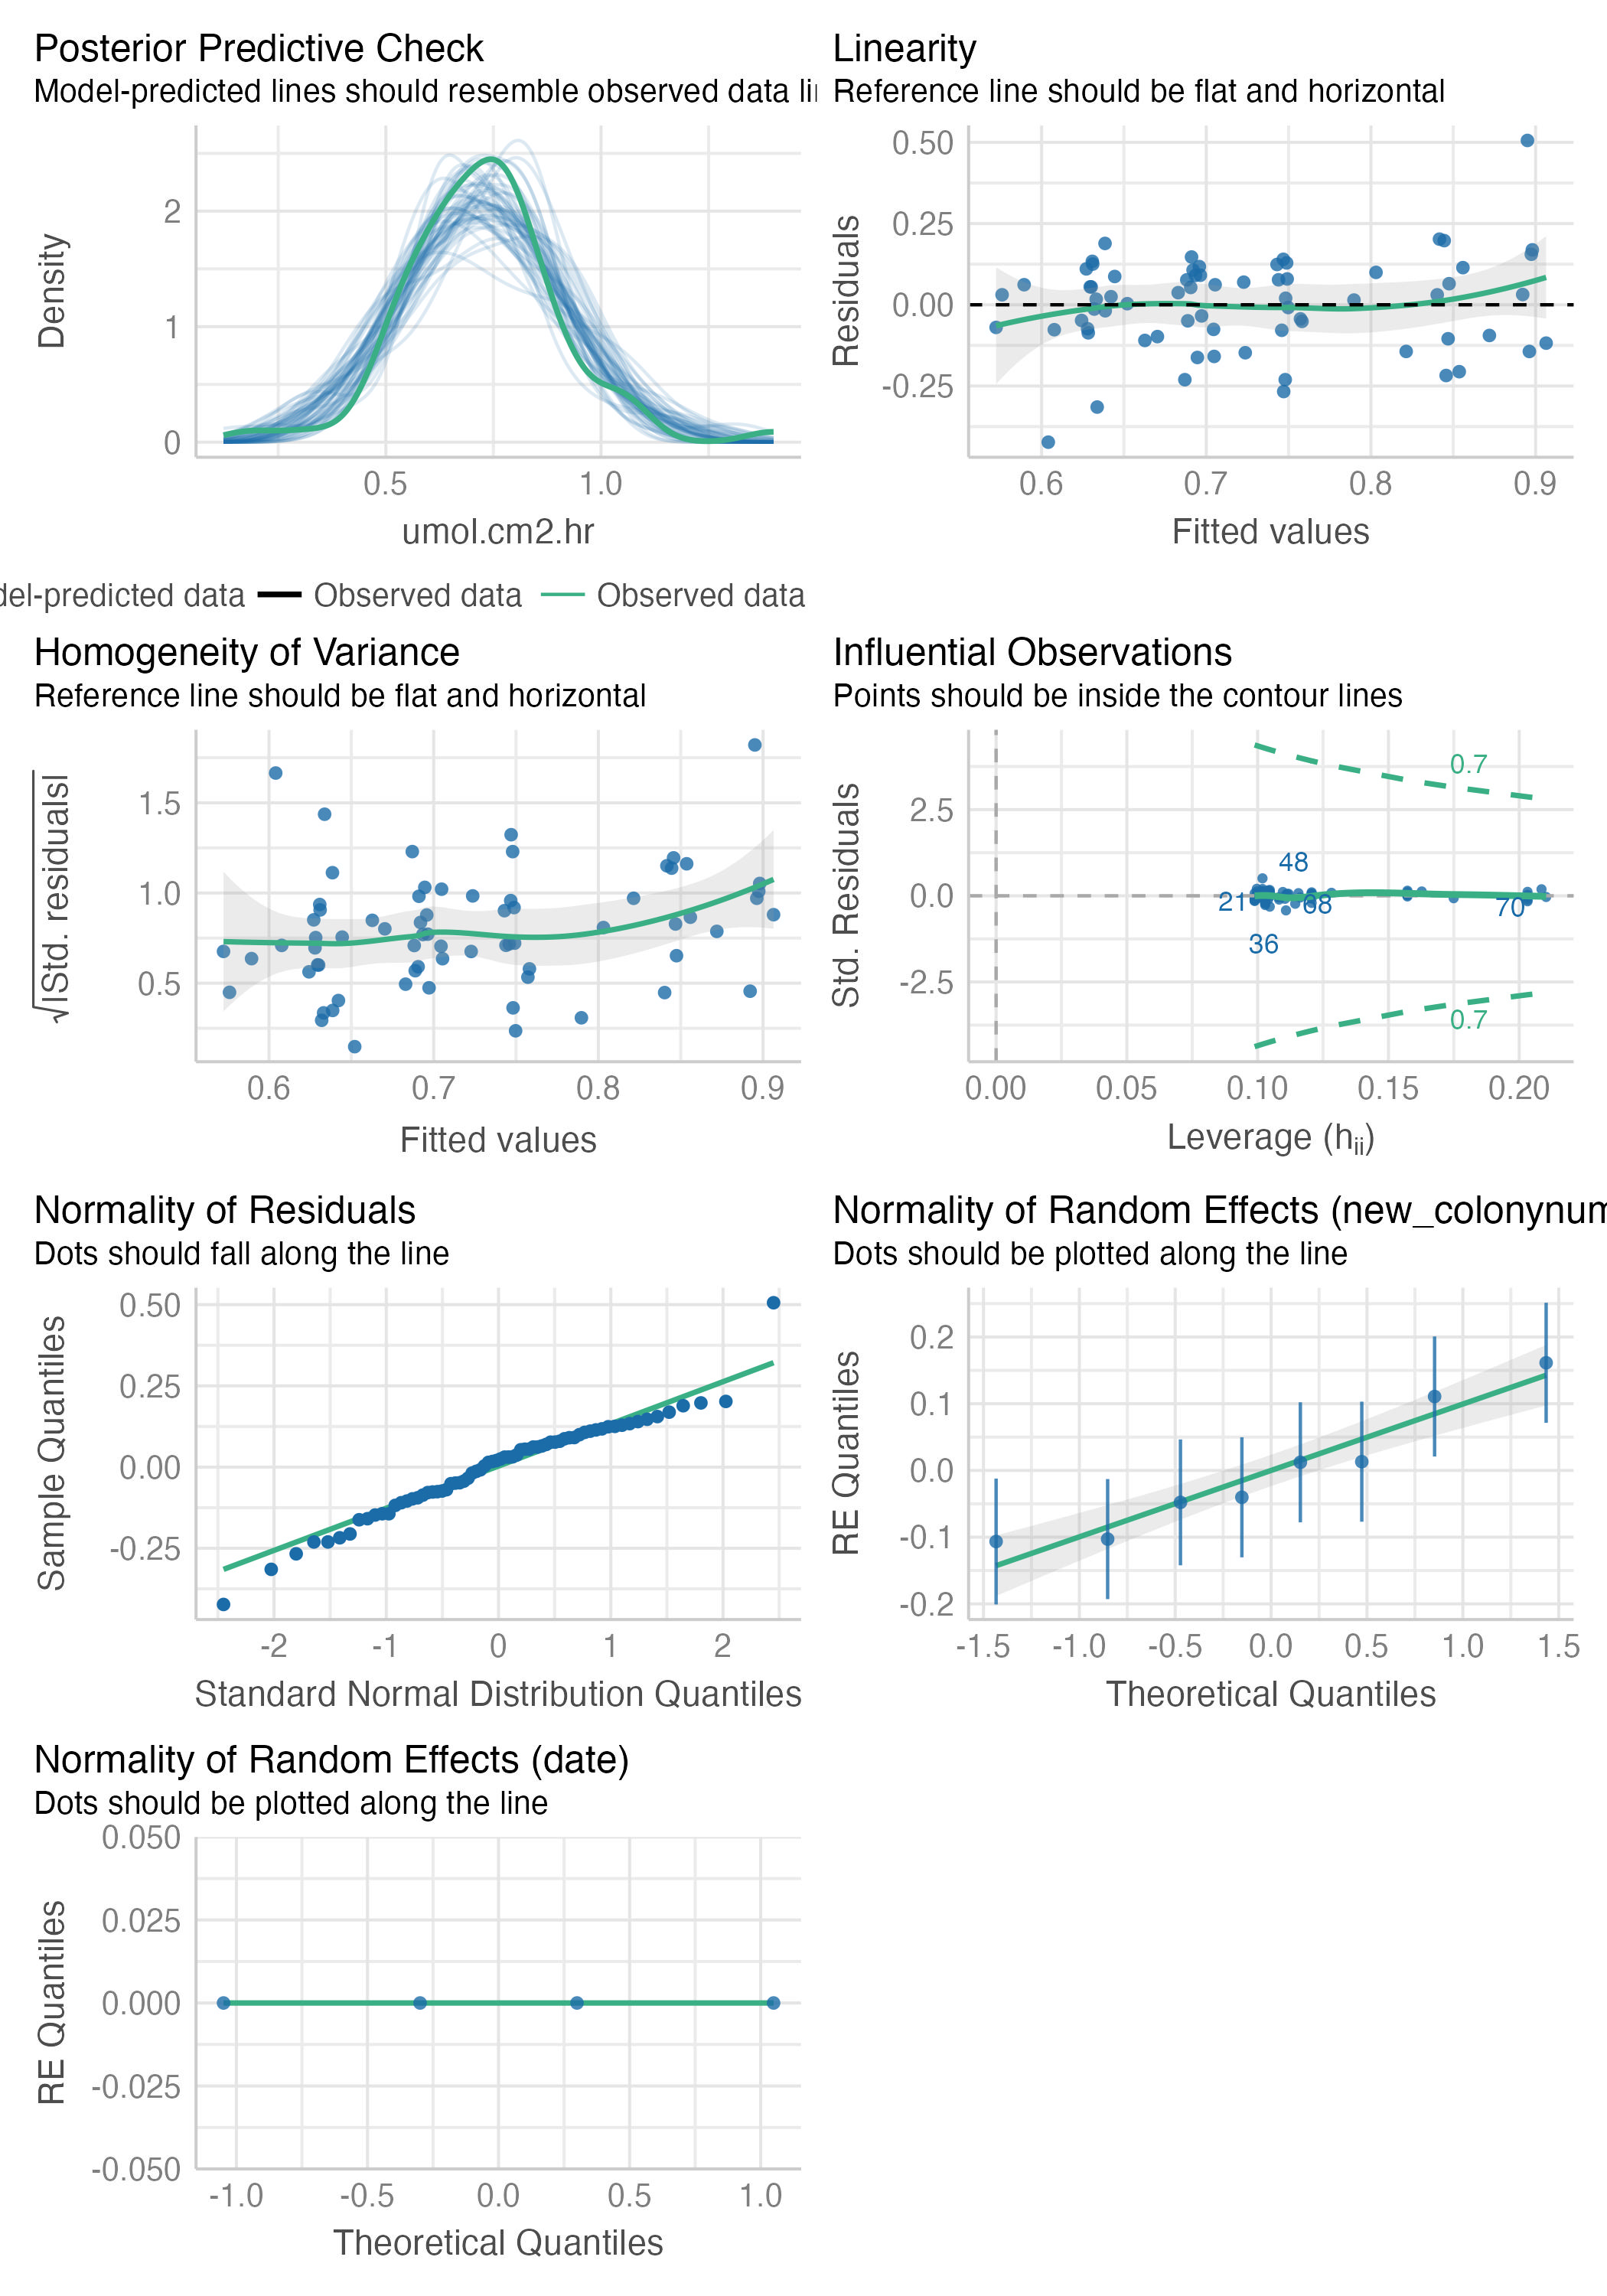 Posterior Predictive Check
Model-predicted lines should resemble observed data li
Density
2
1
0
0.5 1.0
umol.cm2.hr
del-predicted data Observed data Observed data
Linearity
Reference line should be flat and horizontal
Residuals
0.50
0.25
0.00
-0.25
0.6 0.7 0.8 0.9
Fitted values
Homogeneity of Variance
Reference line should be flat and horizontal
√|Std. residuals|
1.5
1.0
0.5
0.6 0.7 0.8 0.9
Fitted values
Influential Observations
Points should be inside the contour lines
Std. Residuals
2.5
0.0
-2.5
0.7
48
21 68 70
36
0.7
0.00 0.05 0.10 0.15 0.20
Leverage (hii)
Normality of Residuals
Dots should fall along the line
Sample Quantiles
0.50
0.25
0.00
-0.25
-2 -1 0 1 2
Standard Normal Distribution Quantiles
Normality of Random Effects (new_colonynum
Dots should be plotted along the line
RE Quantiles
0.2
0.1
0.0
-0.1
-0.2
-1.5 -1.0 -0.5 0.0 0.5 1.0 1.5
Theoretical Quantiles
Normality of Random Effects (date)
Dots should be plotted along the line
RE Quantiles
0.050
0.025
0.000
-0.025
-0.050
-1.0 -0.5 0.0 0.5 1.0
Theoretical Quantiles